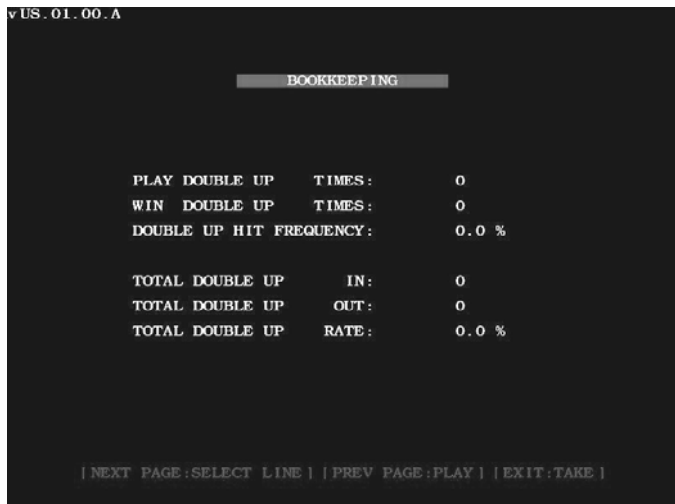 vUS.01.00.A
BOOKKEEPING
PLAY DOUBLE UP TIMES: 0
WIN DOUBLE UP TIMES: 0
DOUBLE UP HIT FREQUENCY: 0.0 %
TOTAL DOUBLE UP IN: 0
TOTAL DOUBLE UP OUT: 0
TOTAL DOUBLE UP RATE: 0.0 %
[NEXT PAGE:SELECT LINE] [PREV PAGE:PLAY] [EXIT:TAKE]